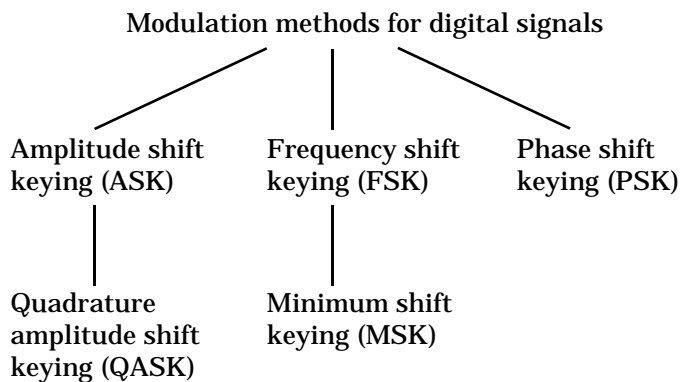 Modulation methods for digital signals
Amplitude shift
keying (ASK)
Frequency shift
keying (FSK)
Phase shift
keying (PSK)
Quadrature
amplitude shift
keying (QASK)
Minimum shift
keying (MSK)